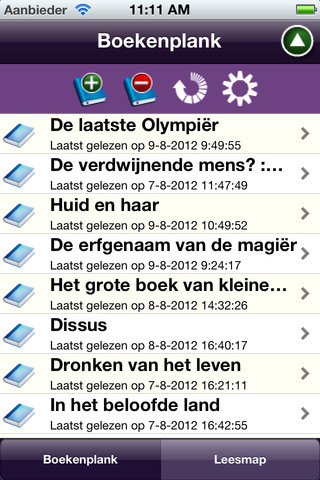 Aanbieder 11:11 AM
Boekenplank
De laatste Olympiër
Laatst gelezen op 9-8-2012 9:49:55
De verdwijnende mens? :...
Laatst gelezen op 7-8-2012 11:47:49
Huid en haar
Laatst gelezen op 9-8-2012 10:49:52
De erfgenaam van de magiër
Laatst gelezen op 9-8-2012 9:24:17
Het grote boek van kleine...
Laatst gelezen op 8-8-2012 14:32:26
Dissus
Laatst gelezen op 8-8-2012 16:40:17
Dronken van het leven
Laatst gelezen op 7-8-2012 16:21:11
In het beloofde land
Laatst gelezen op 7-8-2012 16:42:55
Boekenplank Leesmap